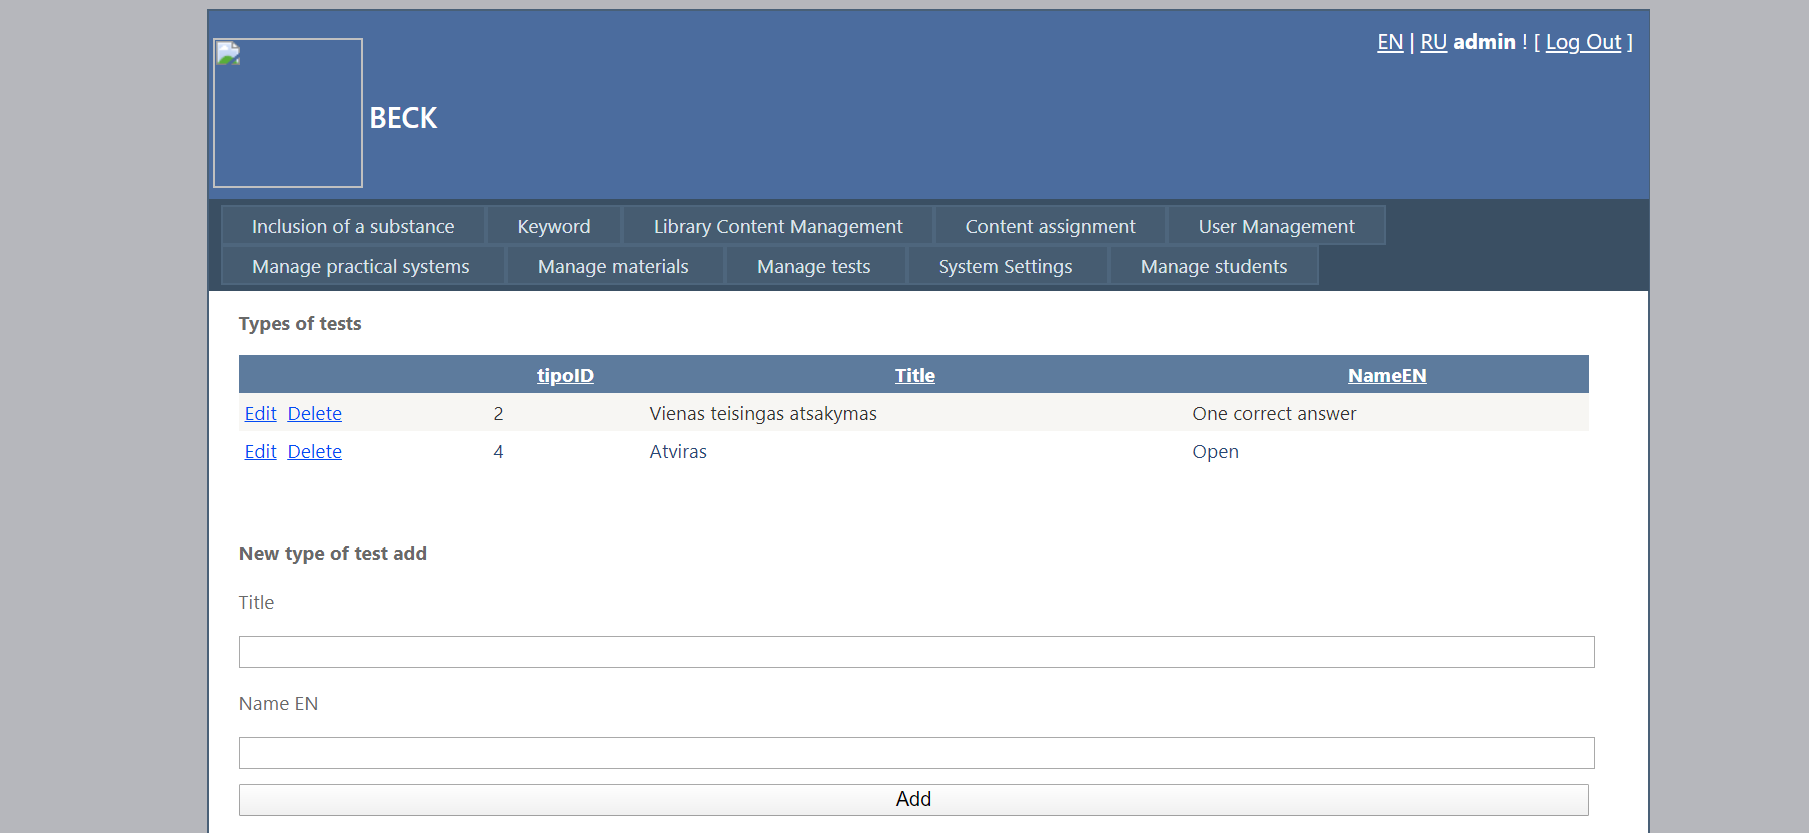 EN | RU admin ! [ Log Out ]
BECK
Inclusion of a substance Keyword Library Content Management Content assignment User Management
Manage practical systems Manage materials Manage tests System Settings Manage students
Types of tests
tipoID Title NameEN
Edit Delete 2 Vienas teisingas atsakymas One correct answer
Edit Delete 4 Atviras Open
New type of test add
Title
Name EN
Add